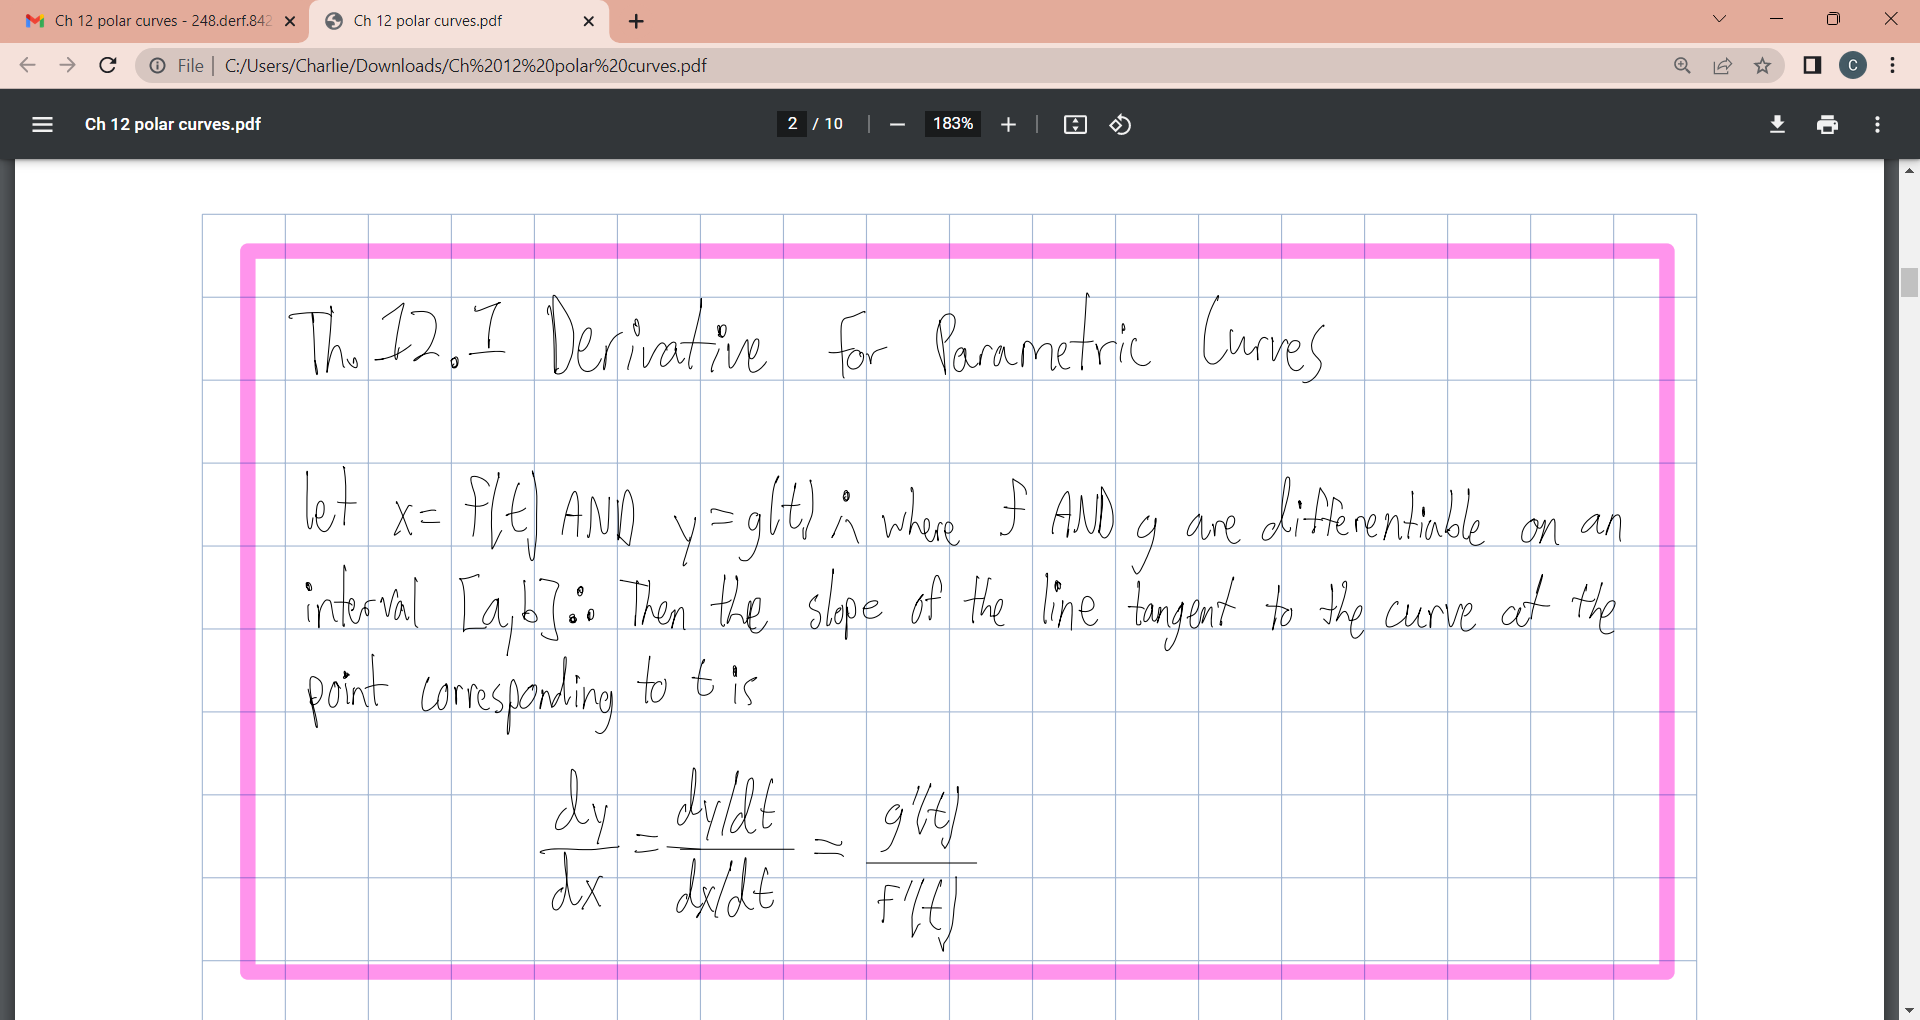 Ch 12 polar curves - 248.derf.842
Ch 12 polar curves.pdf
File
C:/Users/Charlie/Downloads/Ch%2012%20polar%20curves.pdf
C
Ch 12 polar curves.pdf
2 / 10
183%
Th. 12.1 Derivative for Parametric Curves
let x = f(t) AND y = g(t) ; where f AND g are differentiable on an
interval [a,b] ∴ Then the slope of the line tangent to the curve at the
point corresponding to t is
dy/dx = (dy/dt)/(dx/dt) = g'(t)/f'(t)